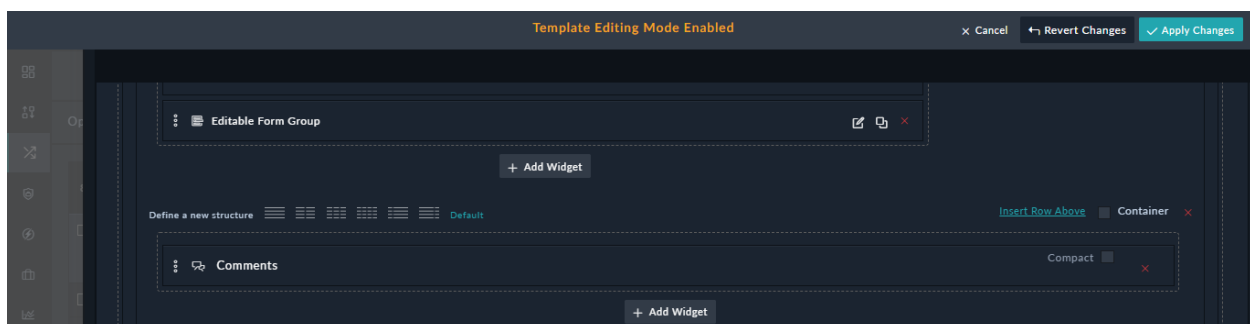 Template Editing Mode Enabled
Cancel
Revert Changes
Apply Changes
Op
Editable Form Group
+ Add Widget
Define a new structure Default
Insert Row Above Container
Comments
Compact
+ Add Widget